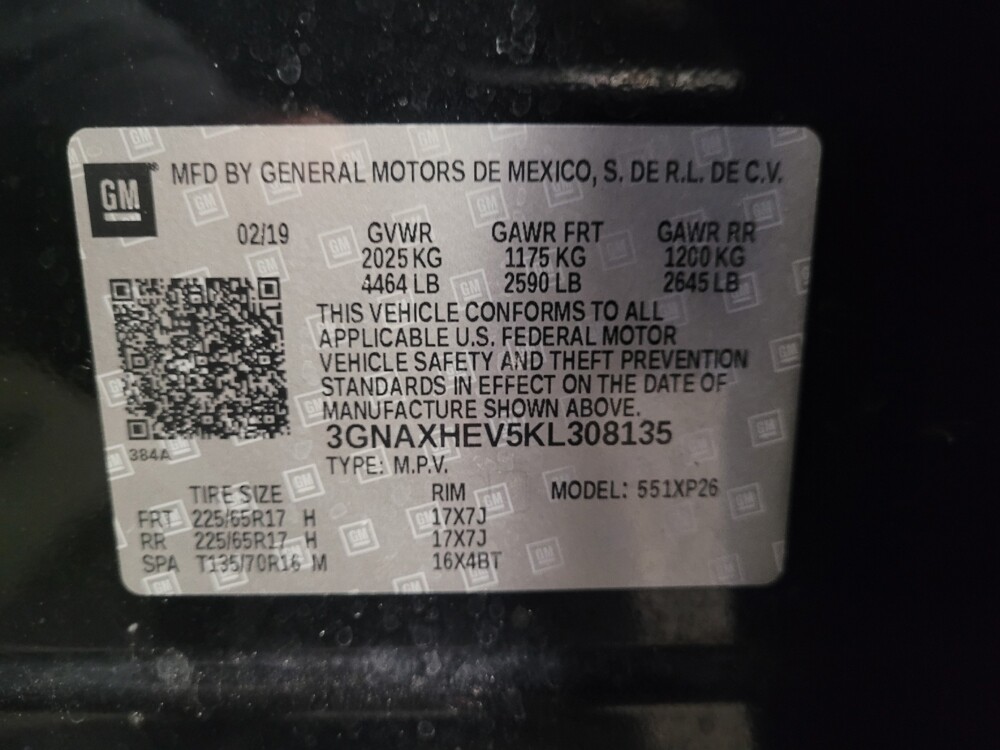 GM
MFD BY GENERAL MOTORS DE MEXICO, S. DE R.L. DE C.V.
02/19 GVWR GAWR FRT GAWR RR
2025 KG 1175 KG 1200 KG
4464 LB 2590 LB 2645 LB
THIS VEHICLE CONFORMS TO ALL
APPLICABLE U.S. FEDERAL MOTOR
VEHICLE SAFETY AND THEFT PREVENTION
STANDARDS IN EFFECT ON THE DATE OF
MANUFACTURE SHOWN ABOVE.
3GNAXHEV5KL308135
384A
TYPE: M.P.V.
TIRE SIZE RIM MODEL: 551XP26
FRT 225/65R17 H 17X7J
RR 225/65R17 H 17X7J
SPA T135/70R16 M 16X4BT